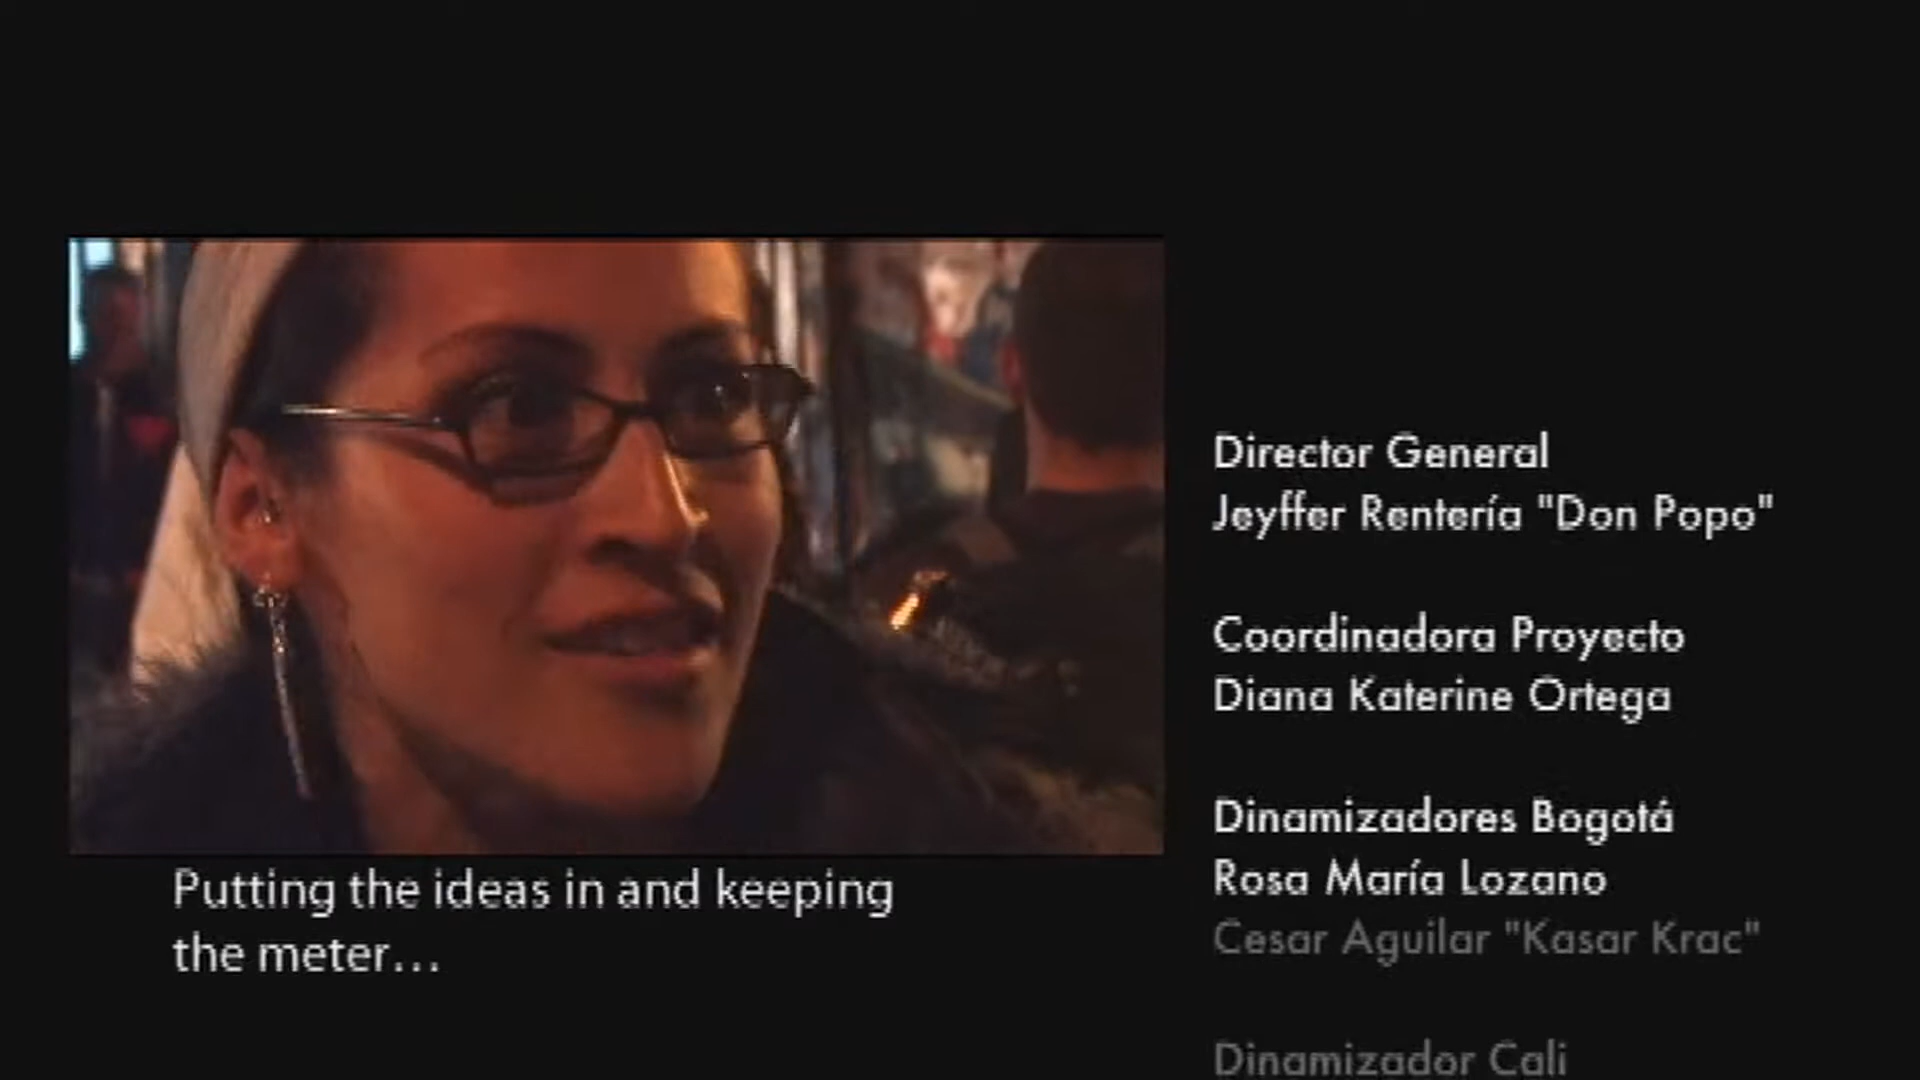 Director General
Jeyffer Rentería "Don Popo"
Coordinadora Proyecto
Diana Katerine Ortega
Dinamizadores Bogotá
Rosa María Lozano
Cesar Aguilar "Kasar Krac"
Dinamizador Cali
Putting the ideas in and keeping
the meter...